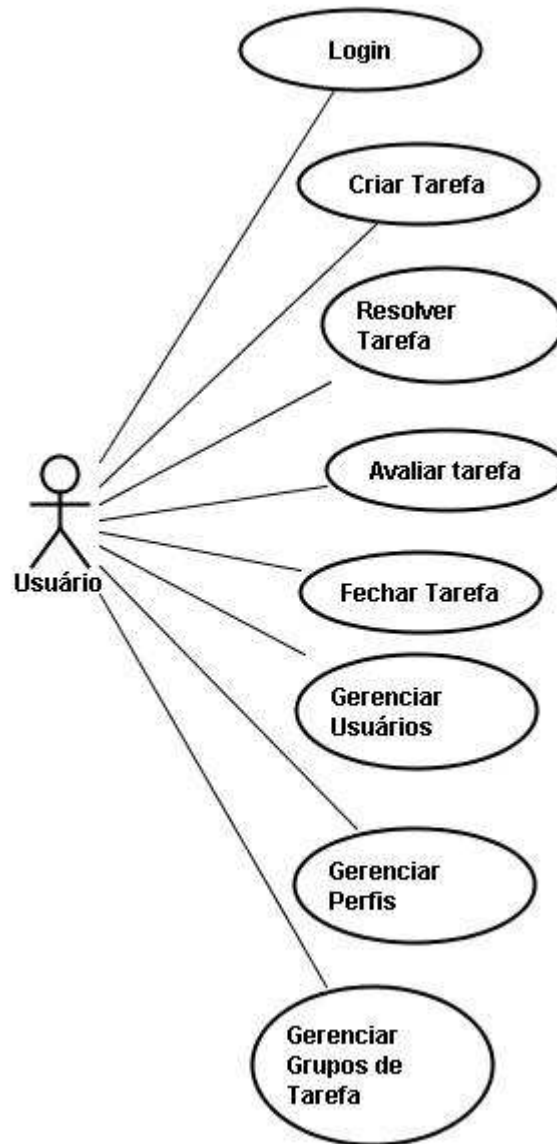 Login
Criar Tarefa
Resolver
Tarefa
Avaliar tarefa
Usuário
Fechar Tarefa
Gerenciar
Usuários
Gerenciar
Perfis
Gerenciar
Grupos de
Tarefa